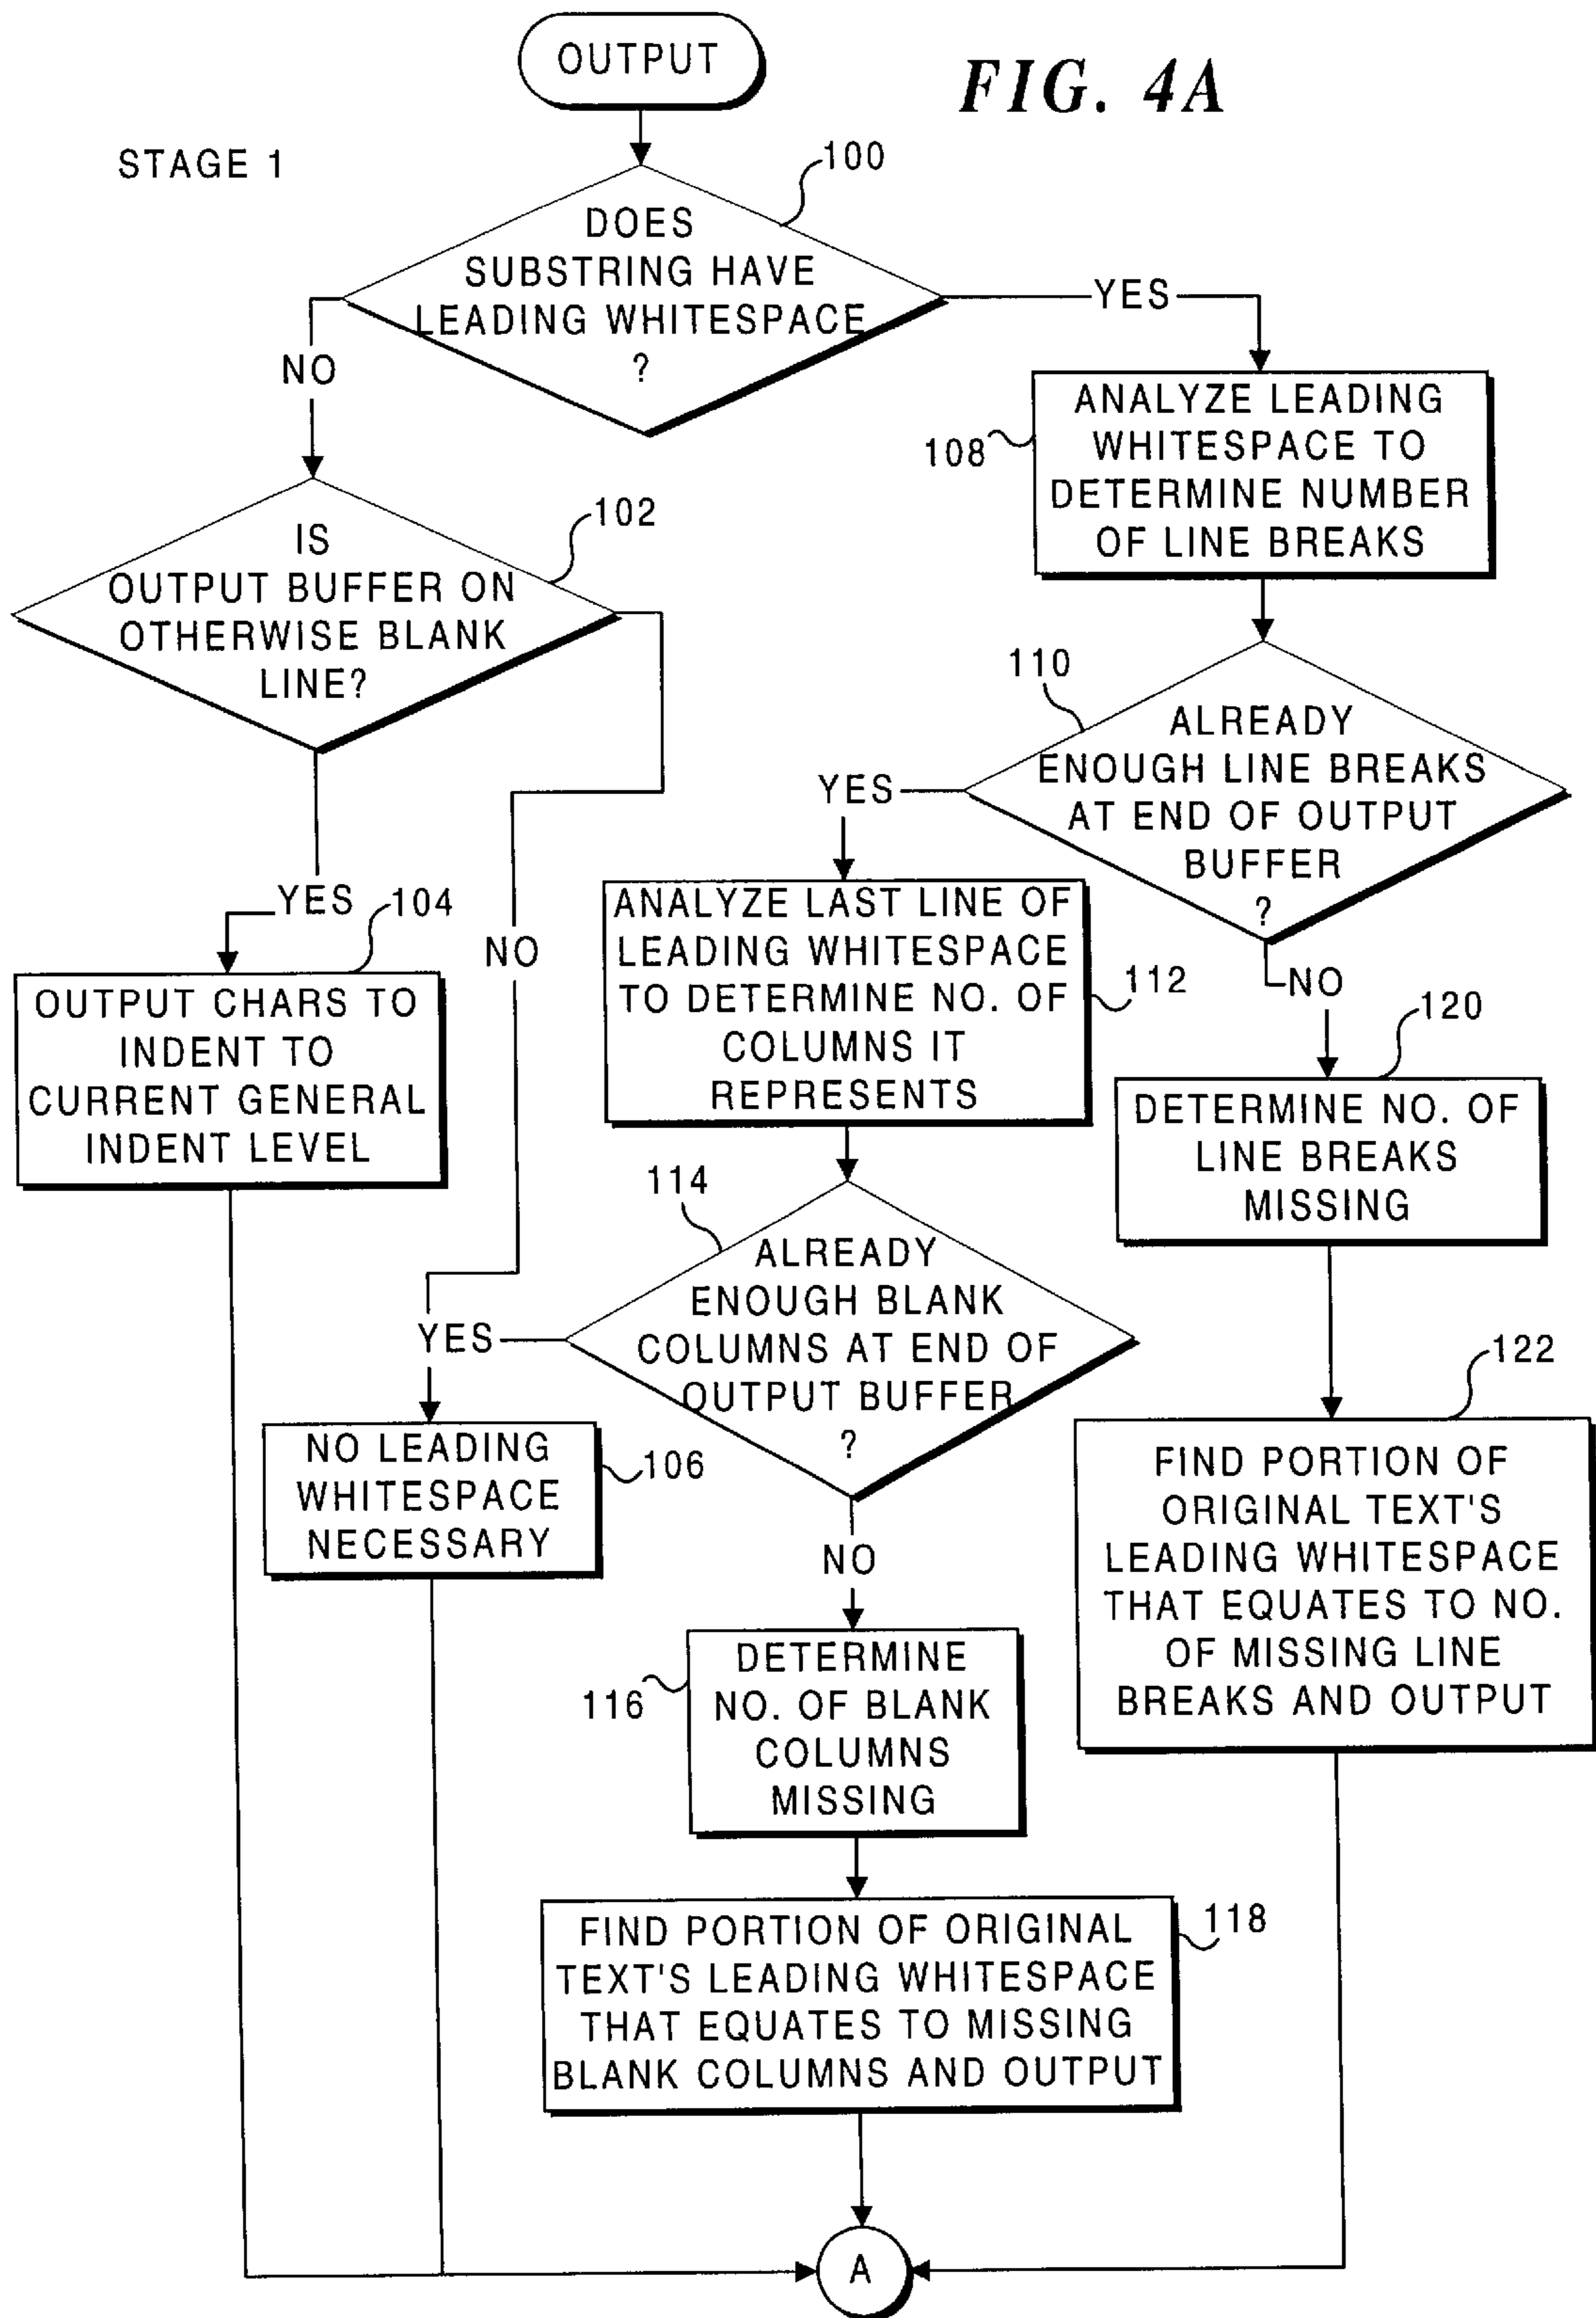 OUTPUT
FIG. 4A
STAGE 1
100
DOES
SUBSTRING HAVE
LEADING WHITESPACE
?
YES
NO
108
ANALYZE LEADING
WHITESPACE TO
DETERMINE NUMBER
OF LINE BREAKS
102
IS
OUTPUT BUFFER ON
OTHERWISE BLANK
LINE?
110
ALREADY
ENOUGH LINE BREAKS
AT END OF OUTPUT
BUFFER
?
YES
YES
NO
NO
104
OUTPUT CHARS TO
INDENT TO
CURRENT GENERAL
INDENT LEVEL
112
ANALYZE LAST LINE OF
LEADING WHITESPACE
TO DETERMINE NO. OF
COLUMNS IT
REPRESENTS
120
DETERMINE NO. OF
LINE BREAKS
MISSING
114
ALREADY
ENOUGH BLANK
COLUMNS AT END OF
OUTPUT BUFFER
?
YES
NO
106
NO LEADING
WHITESPACE
NECESSARY
122
FIND PORTION OF
ORIGINAL TEXT'S
LEADING WHITESPACE
THAT EQUATES TO NO.
OF MISSING LINE
BREAKS AND OUTPUT
116
DETERMINE
NO. OF BLANK
COLUMNS
MISSING
118
FIND PORTION OF ORIGINAL
TEXT'S LEADING WHITESPACE
THAT EQUATES TO MISSING
BLANK COLUMNS AND OUTPUT
A